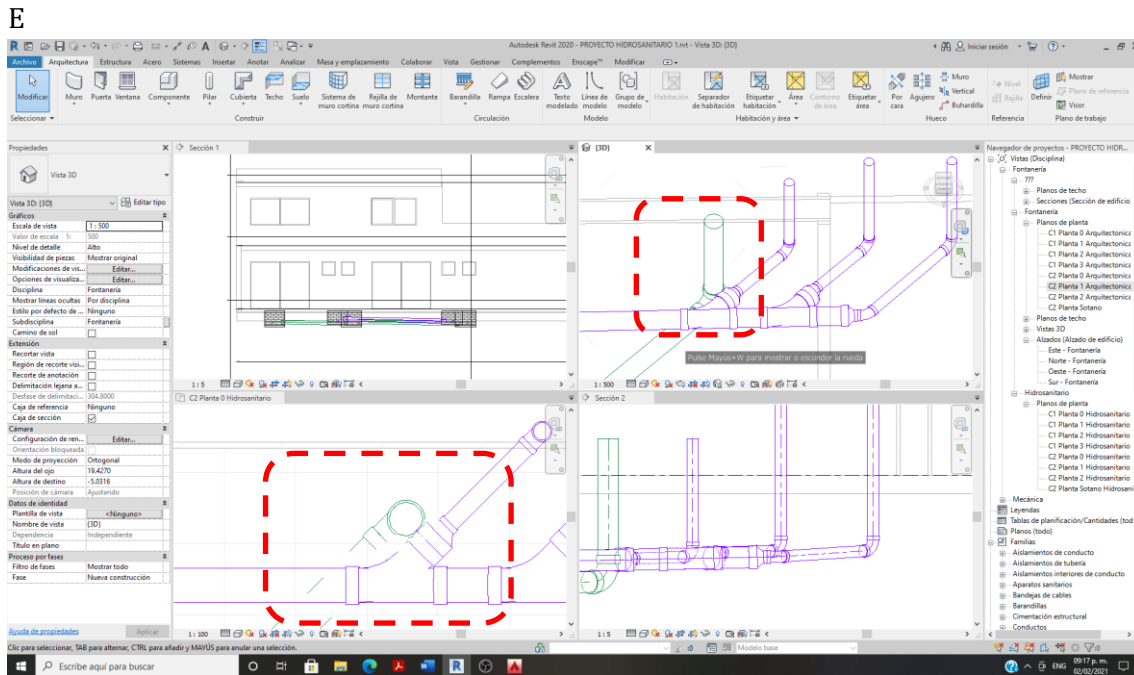 E
Autodesk Revit 2020 - PROYECTO HIDROSANITARIO 1.rvt - Vista 3D: {3D}
Iniciar sesión
Archivo Arquitectura Estructura Acero Sistemas Insertar Anotar Analizar Masa y emplazamiento Colaborar Vista Gestionar Complementos Enscape™ Modificar
Modificar Muro Puerta Ventana Componente Pilar Cubierta Techo Suelo Sistema de muro cortina Rejilla de muro cortina Montante Barandilla Rampa Escalera Texto modelado Línea de modelo Grupo de modelo Habitación Separador de habitación Etiquetar habitación Área Contorno de área Etiquetar área Por cara Agujero Muro Vertical Buhardilla Nivel Rejilla Definir Mostrar Plano de referencia Visor
Seleccionar Construir Circulación Modelo Habitación y área Hueco Referencia Plano de trabajo
Propiedades
Vista 3D
Vista 3D: {3D} Editar tipo
Gráficos
Escala de vista 1 : 500
Valor de escala 1: 500
Nivel de detalle Alto
Visibilidad de piezas Mostrar original
Modificaciones de vis... Editar...
Opciones de visualiza... Editar...
Disciplina Fontanería
Mostrar líneas ocultas Por disciplina
Estilo por defecto de ... Ninguno
Subdisciplina Fontanería
Camino de sol
Extensión
Recortar vista
Región de recorte visi...
Recorte de anotación
Delimitación lejana a...
Desfase de delimitaci... 304.8000
Caja de referencia Ninguno
Caja de sección
Cámara
Configuración de ren... Editar...
Orientación bloqueada
Modo de proyección Ortogonal
Altura del ojo 19.4270
Altura de destino -5.0316
Posición de cámara Ajustando
Datos de identidad
Plantilla de vista <Ninguno>
Nombre de vista {3D}
Dependencia Independiente
Título en plano
Proceso por fases
Filtro de fases Mostrar todo
Fase Nueva construcción
Ayuda de propiedades Aplicar
Sección 1
1 : 5
{3D}
Pulse Mayús+W para mostrar o esconder la rueda
1 : 500
C2 Planta 0 Hidrosanitario
1 : 100
Sección 2
1 : 5
Navegador de proyectos - PROYECTO HIDR...
Vistas (Disciplina)
Fontanería
???
Planos de techo
Secciones (Sección de edificio
Fontanería
Planos de planta
C1 Planta 0 Arquitectonica
C1 Planta 1 Arquitectonica
C1 Planta 2 Arquitectonica
C1 Planta 3 Arquitectonica
C2 Planta 0 Arquitectonica
C2 Planta 1 Arquitectonica
C2 Planta 2 Arquitectonica
C2 Planta Sotano
Planos de techo
Vistas 3D
Alzados (Alzado de edificio)
Este - Fontanería
Norte - Fontanería
Oeste - Fontanería
Sur - Fontanería
Hidrosanitario
Planos de planta
C1 Planta 0 Hidrosanitario
C1 Planta 1 Hidrosanitario
C1 Planta 2 Hidrosanitario
C1 Planta 3 Hidrosanitario
C2 Planta 0 Hidrosanitario
C2 Planta 1 Hidrosanitario
C2 Planta 2 Hidrosanitario
C2 Planta Sotano Hidrosani
Mecánica
Leyendas
Tablas de planificación/Cantidades (tod
Planos (todo)
Familias
Aislamientos de conducto
Aislamientos de tubería
Aislamientos interiores de conducto
Aparatos sanitarios
Bandejas de cables
Barandillas
Cimentación estructural
Conductos
Clic para seleccionar, TAB para alternar, CTRL para añadir y MAYÚS para anular una selección.
:0 Modelo base :0
Escribe aquí para buscar
ENG 09:17 p. m.
02/02/2021